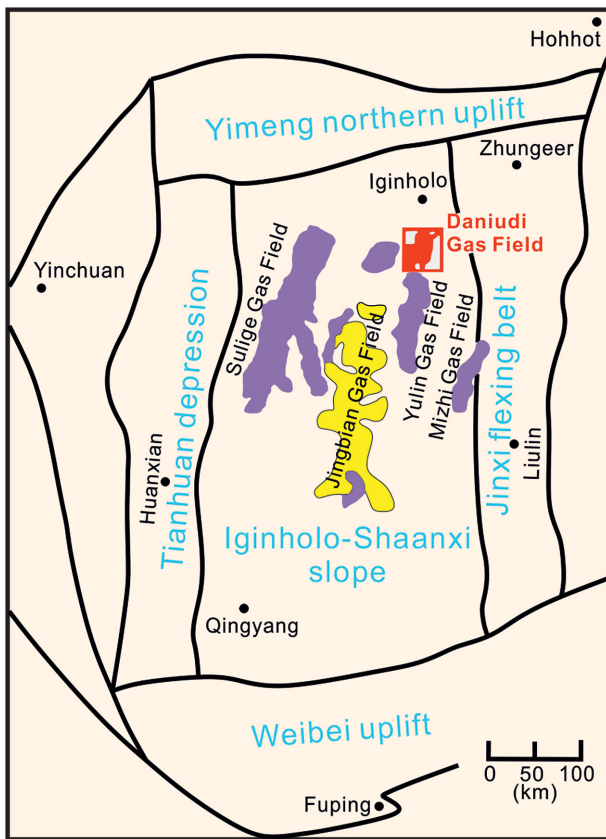 Hohhot
Yimeng northern uplift
Zhungeer
Iginholo
Daniudi
Gas Field
Yinchuan
Sulige Gas Field
Jingbian Gas Field
Yulin Gas Field
Mizhi Gas Field
Tianhuan depression
Jinxi flexing belt
Huanxian
Liulin
Iginholo-Shaanxi
slope
Qingyang
Weibei uplift
0 50 100
(km)
Fuping